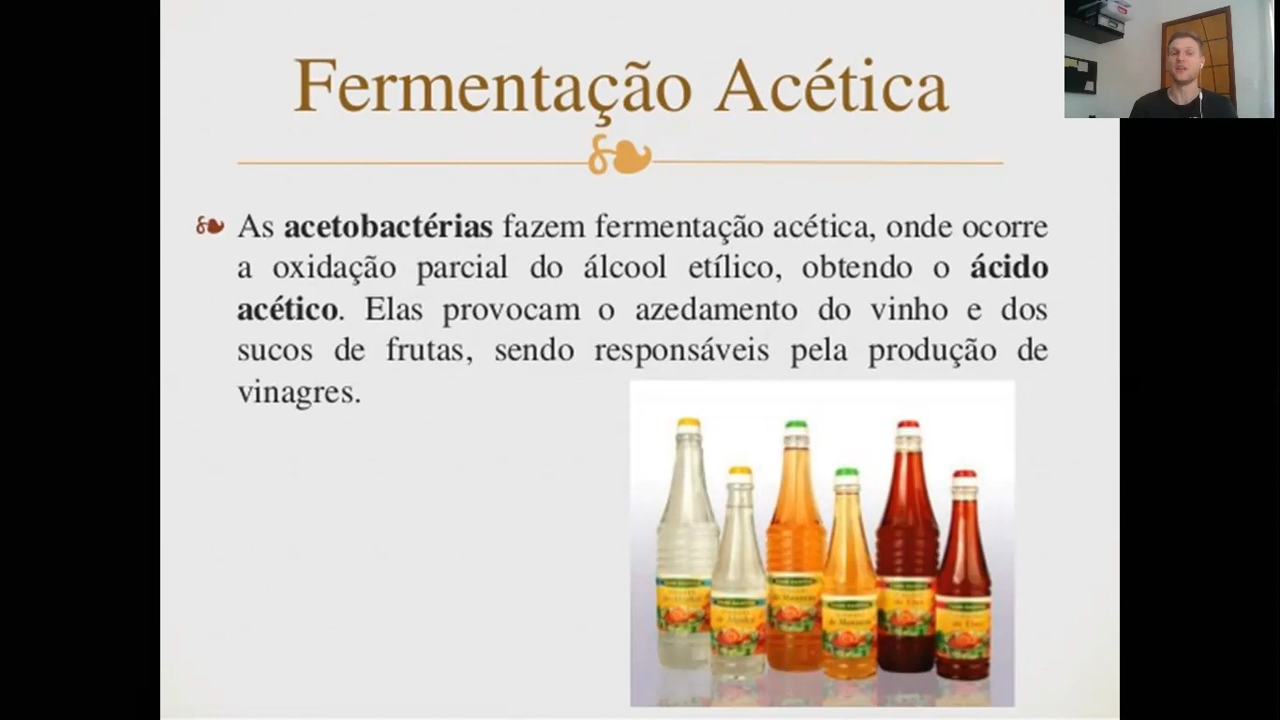 Fermentação Acética
As acetobactérias fazem fermentação acética, onde ocorre
a oxidação parcial do álcool etílico, obtendo o ácido
acético. Elas provocam o azedamento do vinho e dos
sucos de frutas, sendo responsáveis pela produção de
vinagres.